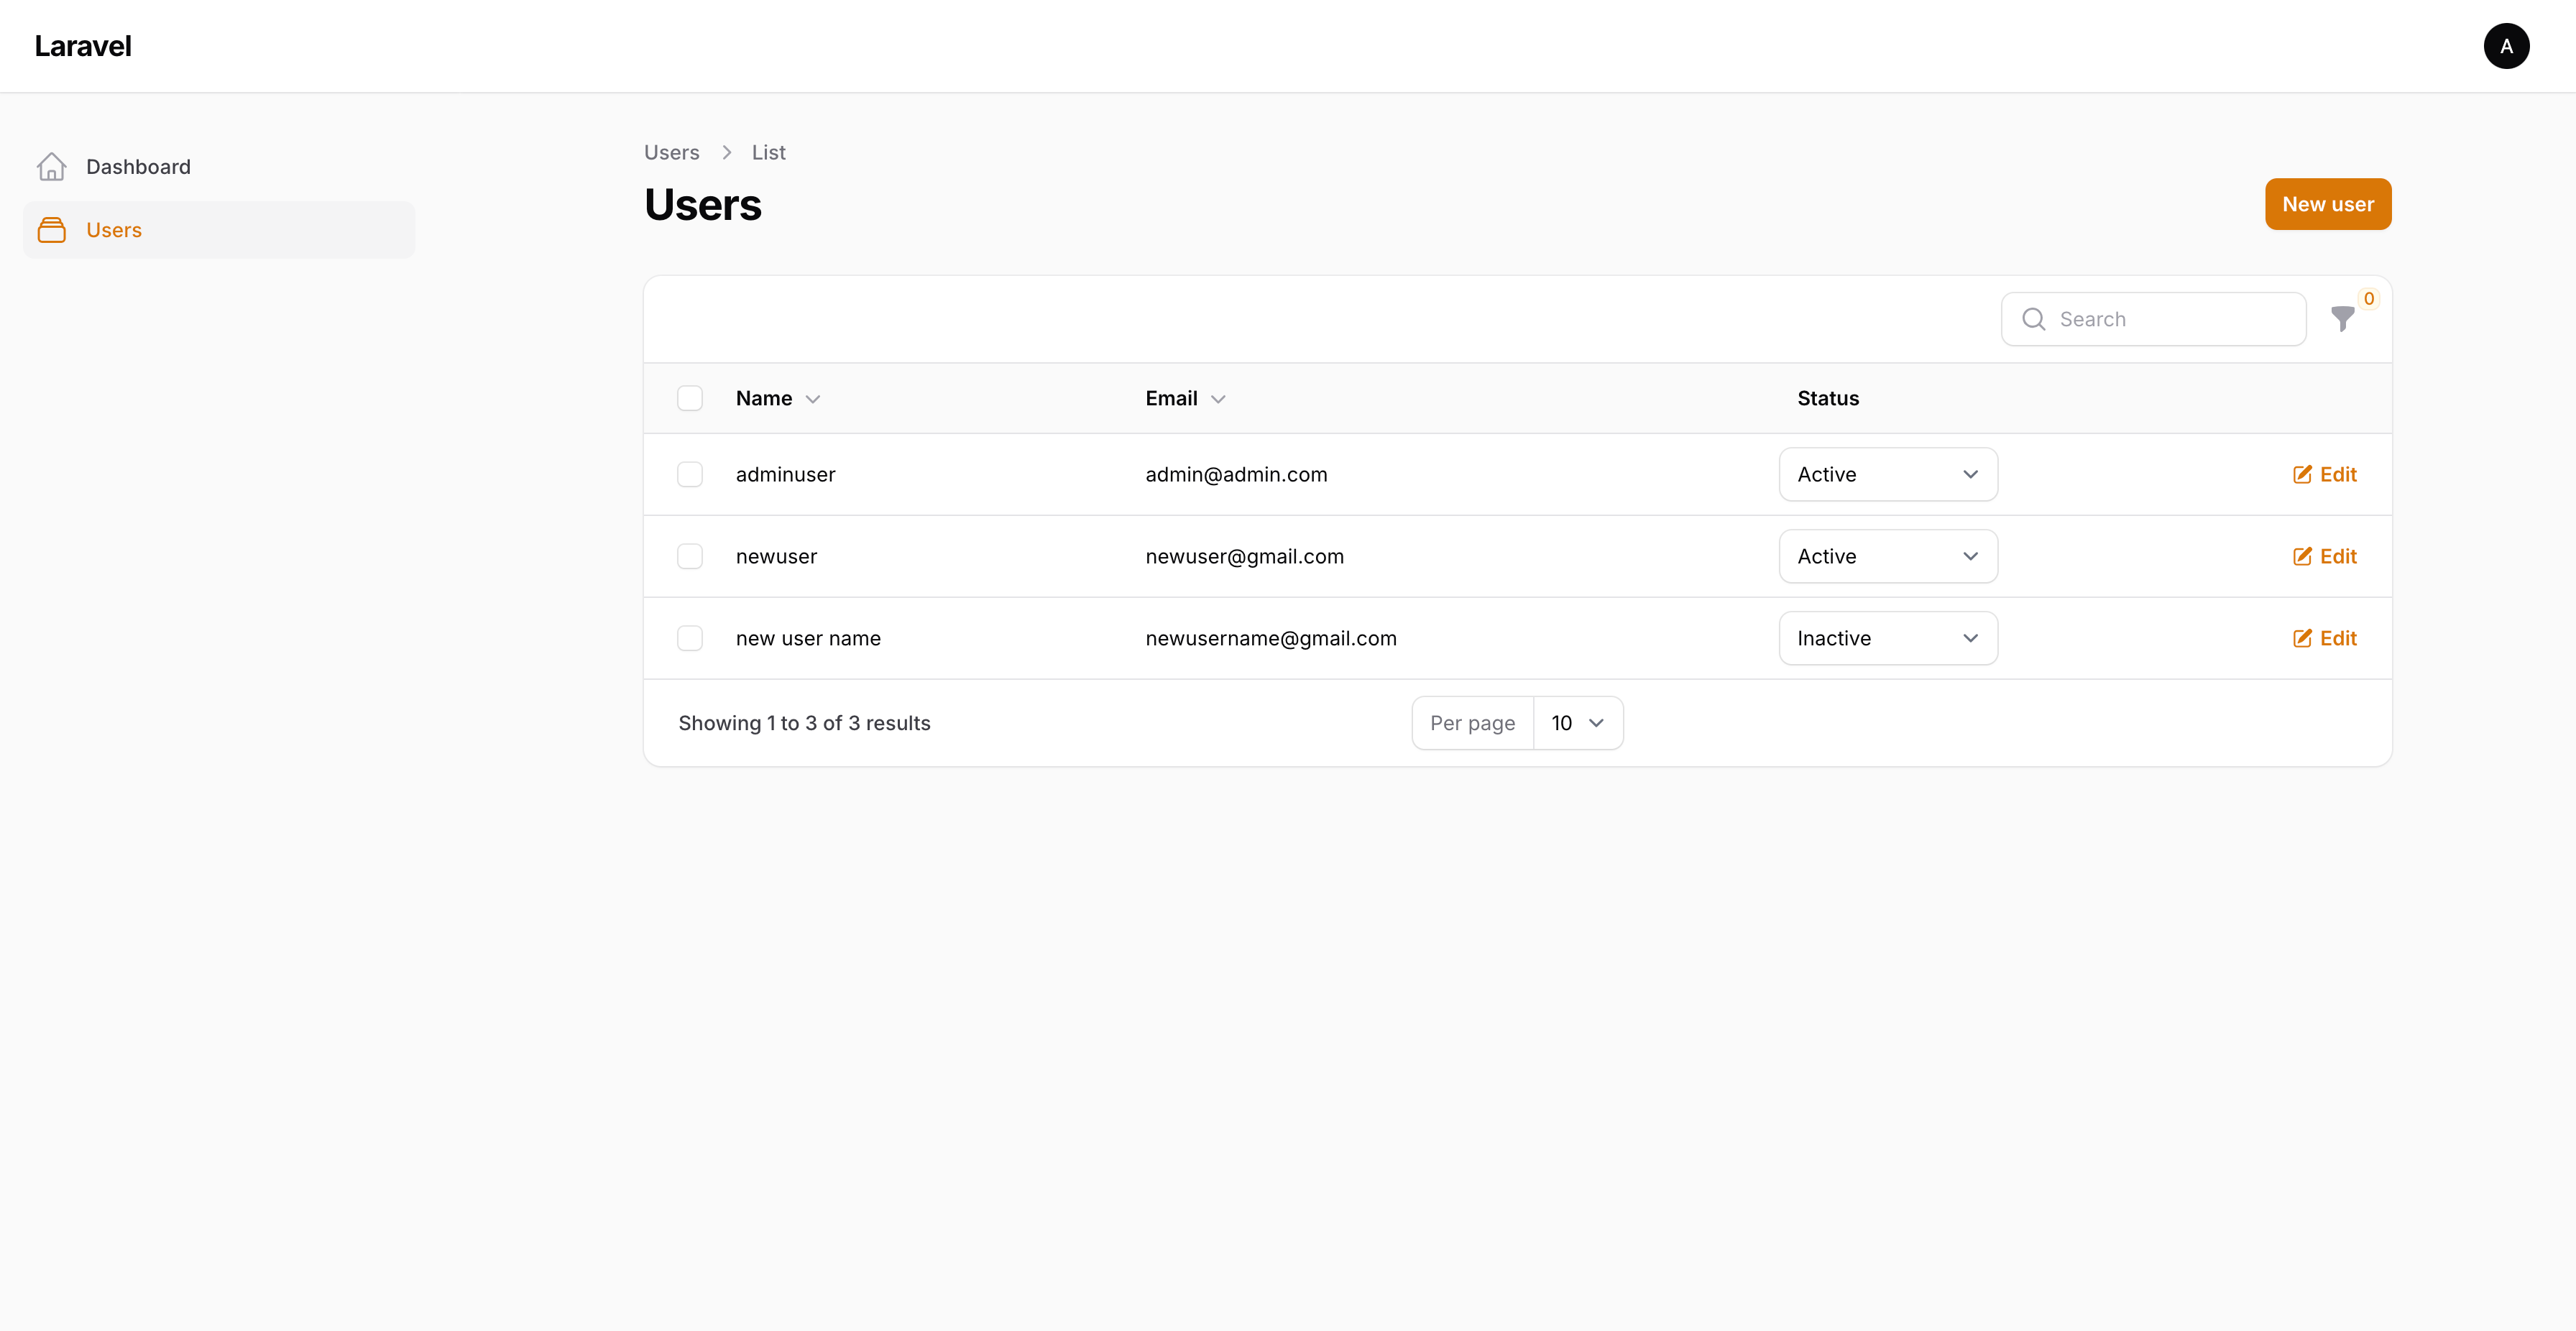 Laravel
A
Dashboard
Users
Users > List
Users
New user
Search
0
Name Email Status
adminuser admin@admin.com Active Edit
newuser newuser@gmail.com Active Edit
new user name newusername@gmail.com Inactive Edit
Showing 1 to 3 of 3 results Per page 10